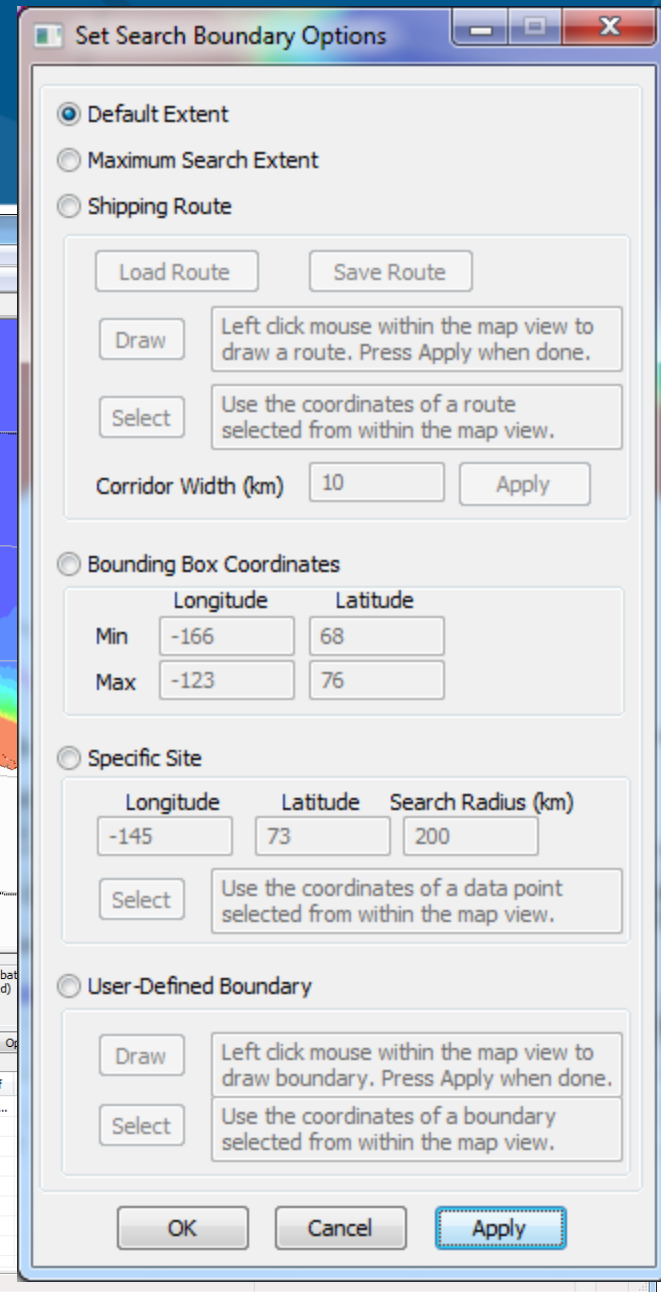 Set Search Boundary Options
Default Extent
Maximum Search Extent
Shipping Route
Load Route
Save Route
Draw
Left click mouse within the map view to
draw a route. Press Apply when done.
Select
Use the coordinates of a route
selected from within the map view.
Corridor Width (km)
10
Apply
Bounding Box Coordinates
Longitude Latitude
Min -166 68
Max -123 76
Specific Site
Longitude Latitude Search Radius (km)
-145 73 200
Select
Use the coordinates of a data point
selected from within the map view.
User-Defined Boundary
Draw
Left click mouse within the map view to
draw boundary. Press Apply when done.
Select
Use the coordinates of a boundary
selected from within the map view.
OK Cancel Apply